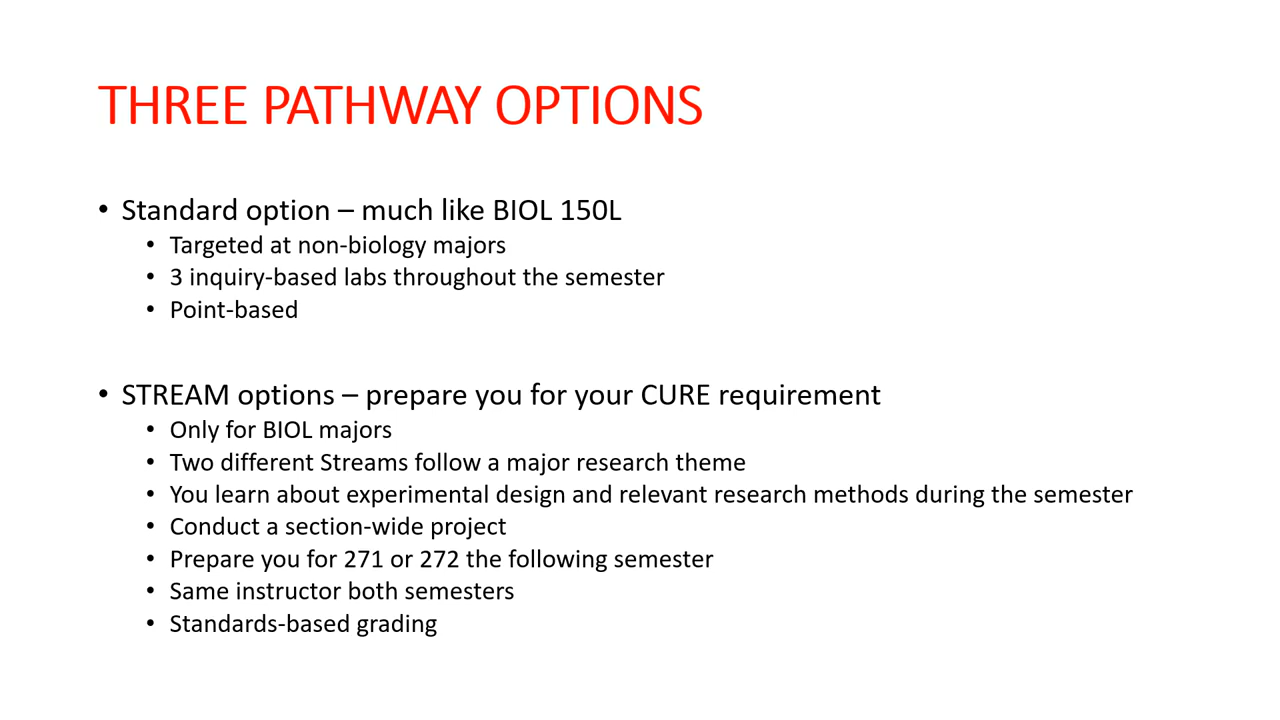 THREE PATHWAY OPTIONS
• Standard option – much like BIOL 150L
• Targeted at non-biology majors
• 3 inquiry-based labs throughout the semester
• Point-based
• STREAM options – prepare you for your CURE requirement
• Only for BIOL majors
• Two different Streams follow a major research theme
• You learn about experimental design and relevant research methods during the semester
• Conduct a section-wide project
• Prepare you for 271 or 272 the following semester
• Same instructor both semesters
• Standards-based grading